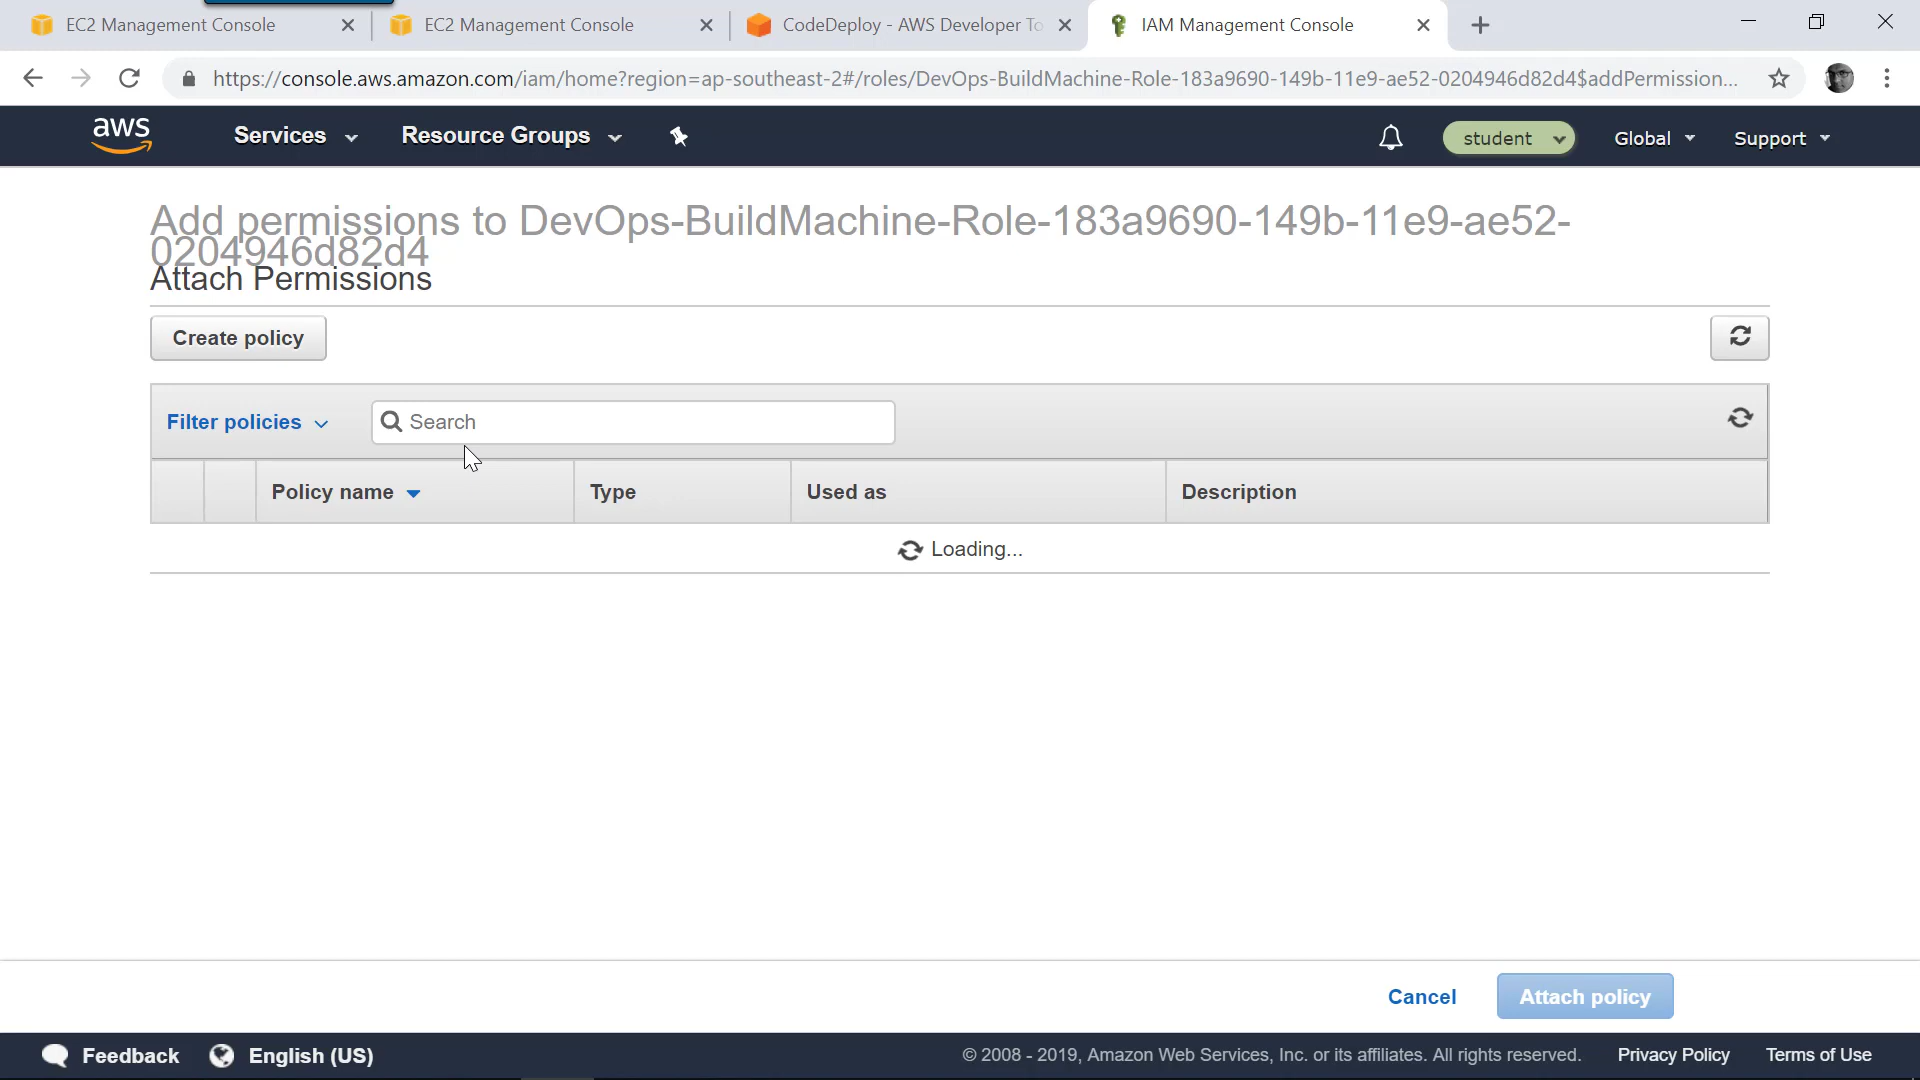 EC2 Management Console
EC2 Management Console
CodeDeploy - AWS Developer To
IAM Management Console
https://console.aws.amazon.com/iam/home?region=ap-southeast-2#/roles/DevOps-BuildMachine-Role-183a9690-149b-11e9-ae52-0204946d82d4$addPermission...
aws
Services
Resource Groups
student
Global
Support
Add permissions to DevOps-BuildMachine-Role-183a9690-149b-11e9-ae52-
0204946d82d4
Attach Permissions
Create policy
Filter policies
Search
Policy name
Type
Used as
Description
Loading...
Cancel
Attach policy
Feedback
English (US)
© 2008 - 2019, Amazon Web Services, Inc. or its affiliates. All rights reserved.
Privacy Policy
Terms of Use